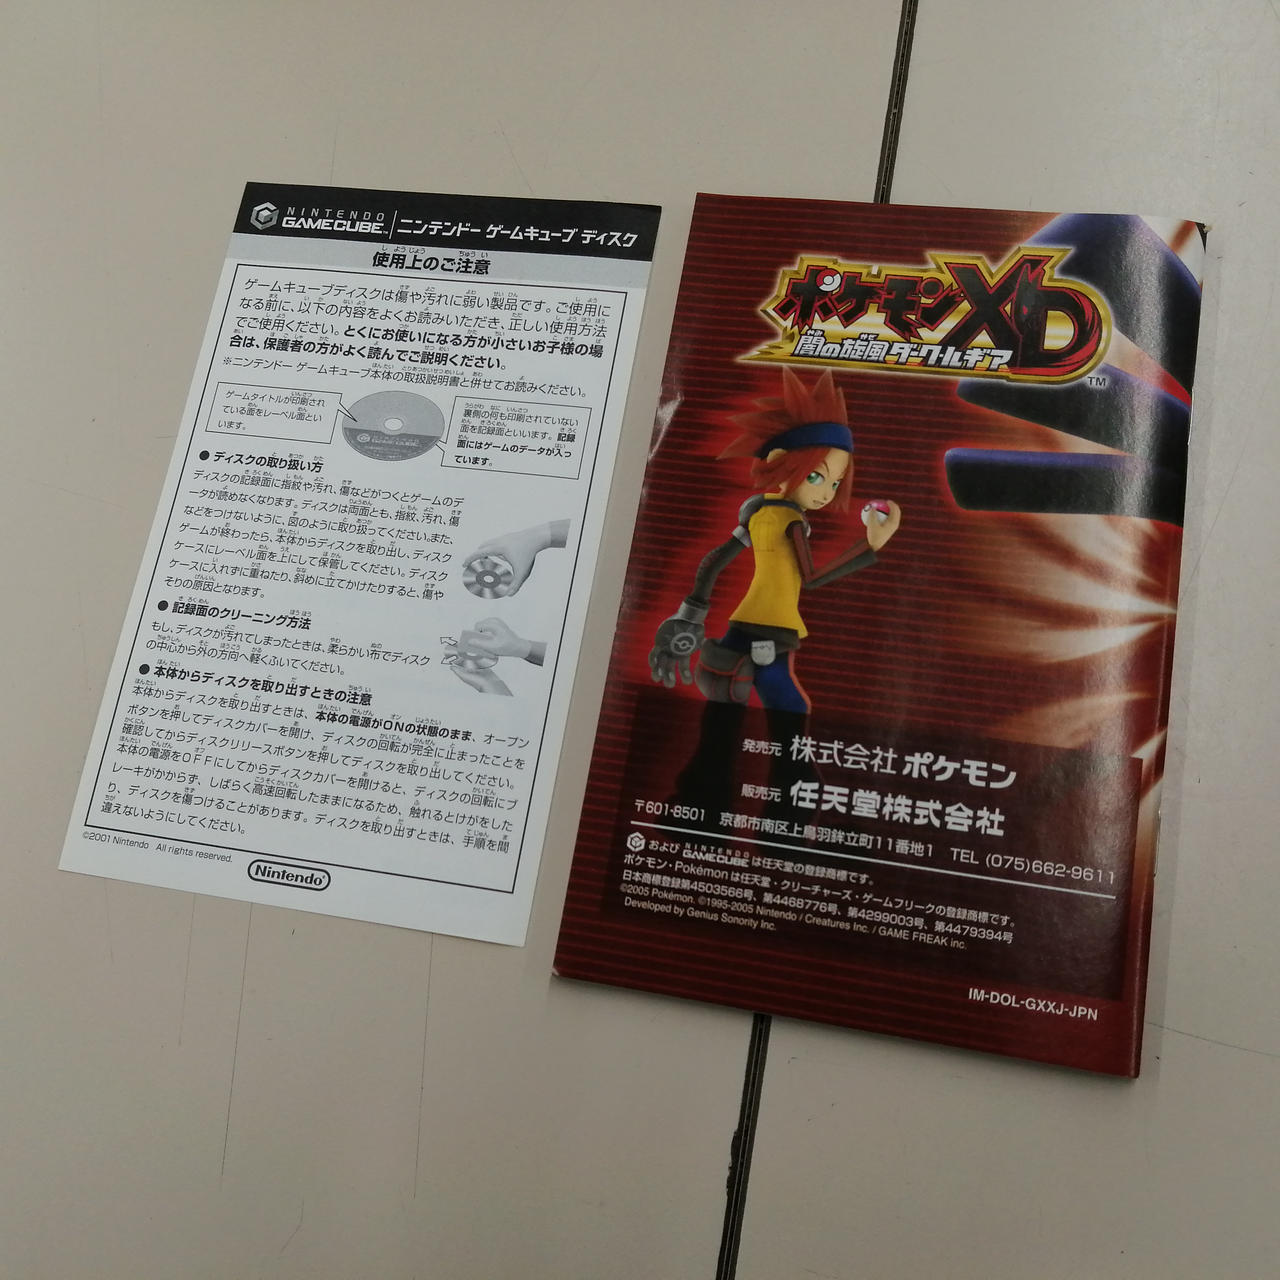 NINTENDO
GAMECUBE™ ニンテンドー ゲームキューブ ディスク
使用上のご注意
ゲームキューブディスクは傷や汚れに弱い製品です。ご使用に
なる前に、以下の内容をよくお読みいただき、正しい使用方法
でご使用ください。とくにお使いになる方が小さいお子様の場
合は、保護者の方がよく読んでご説明ください。
※ニンテンドー ゲームキューブ本体の取扱説明書と併せてお読みください。
ゲームタイトルが印刷され
ている面をレーベル面とい
います。
裏側の何も印刷されていない
面を記録面といいます。記録
面にはゲームのデータが入っ
ています。
● ディスクの取り扱い方
ディスクの記録面に指紋や汚れ、傷などがつくとゲームのデ
ータが読めなくなります。ディスクは両面とも、指紋、汚れ、傷
などをつけないように、図のように取り扱ってください。また、
ゲームが終わったら、本体からディスクを取り出し、ディスク
ケースにレーベル面を上にして保管してください。ディスク
ケースに入れずに重ねたり、斜めに立てかけたりすると、傷や
そりの原因となります。
● 記録面のクリーニング方法
もし、ディスクが汚れてしまったときは、柔らかい布でディスク
の中心から外の方向へ軽くふいてください。
● 本体からディスクを取り出すときの注意
本体からディスクを取り出すときは、本体の電源がONの状態のまま、オープン
ボタンを押してディスクカバーを開け、ディスクの回転が完全に止まったことを
確認してからディスクリリースボタンを押してディスクを取り出してください。
本体の電源をOFFにしてからディスクカバーを開けると、ディスクの回転にブ
レーキがかからず、しばらく高速回転したままになるため、触れるとけがをした
り、ディスクを傷つけることがあります。ディスクを取り出すときは、手順を間
違えないようにしてください。
©2001 Nintendo All rights reserved.
Nintendo
ポケモンXD
闇の旋風ダーク・ルギア
TM
発売元 株式会社 ポケモン
販売元 任天堂株式会社
〒601-8501 京都市南区上鳥羽鉾立町11番地1 TEL (075)662-9611
および NINTENDO GAMECUBE は任天堂の登録商標です。
ポケモン・Pokémonは任天堂・クリーチャーズ・ゲームフリークの登録商標です。
日本商標登録第4503566号、第4468776号、第4299003号、第4479394号
©2005 Pokémon. ©1995-2005 Nintendo / Creatures Inc. / GAME FREAK inc.
Developed by Genius Sonority Inc.
IM-DOL-GXXJ-JPN